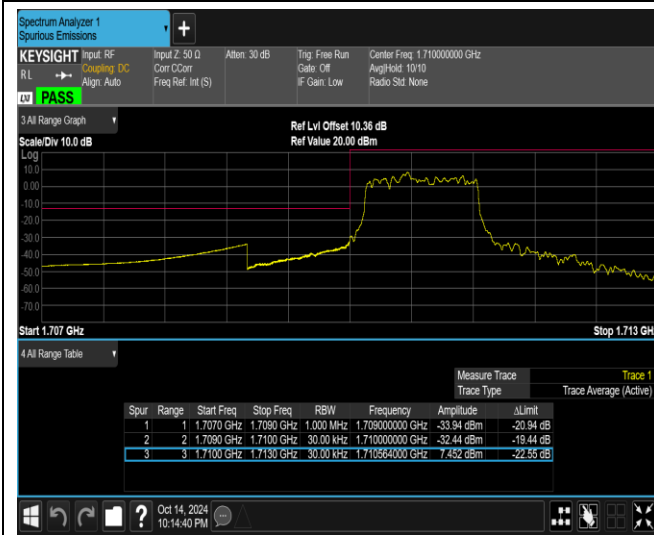 Spectrum Analyzer 1
Spurious Emissions
KEYSIGHT Input: RF Input Z: 50 Ω Atten: 30 dB Trig: Free Run Center Freq: 1.710000000 GHz
RL Coupling: DC Corr CCorr Gate: Off Avg|Hold: 10/10
Align: Auto Freq Ref: Int (S) IF Gain: Low Radio Std: None
PASS
3 All Range Graph
Ref Lvl Offset 10.36 dB
Scale/Div 10.0 dB Ref Value 20.00 dBm
Log
10.0
0.00
-10.0
-20.0
-30.0
-40.0
-50.0
-60.0
-70.0
Start 1.707 GHz Stop 1.713 GH
4 All Range Table
Measure Trace Trace 1
Trace Type Trace Average (Active)
Spur Range Start Freq Stop Freq RBW Frequency Amplitude ΔLimit
1 1 1.7070 GHz 1.7090 GHz 1.000 MHz 1.709000000 GHz -33.94 dBm -20.94 dB
2 2 1.7090 GHz 1.7100 GHz 30.00 kHz 1.710000000 GHz -32.44 dBm -19.44 dB
3 3 1.7100 GHz 1.7130 GHz 30.00 kHz 1.710564000 GHz 7.452 dBm -22.55 dB
Oct 14, 2024
10:14:40 PM